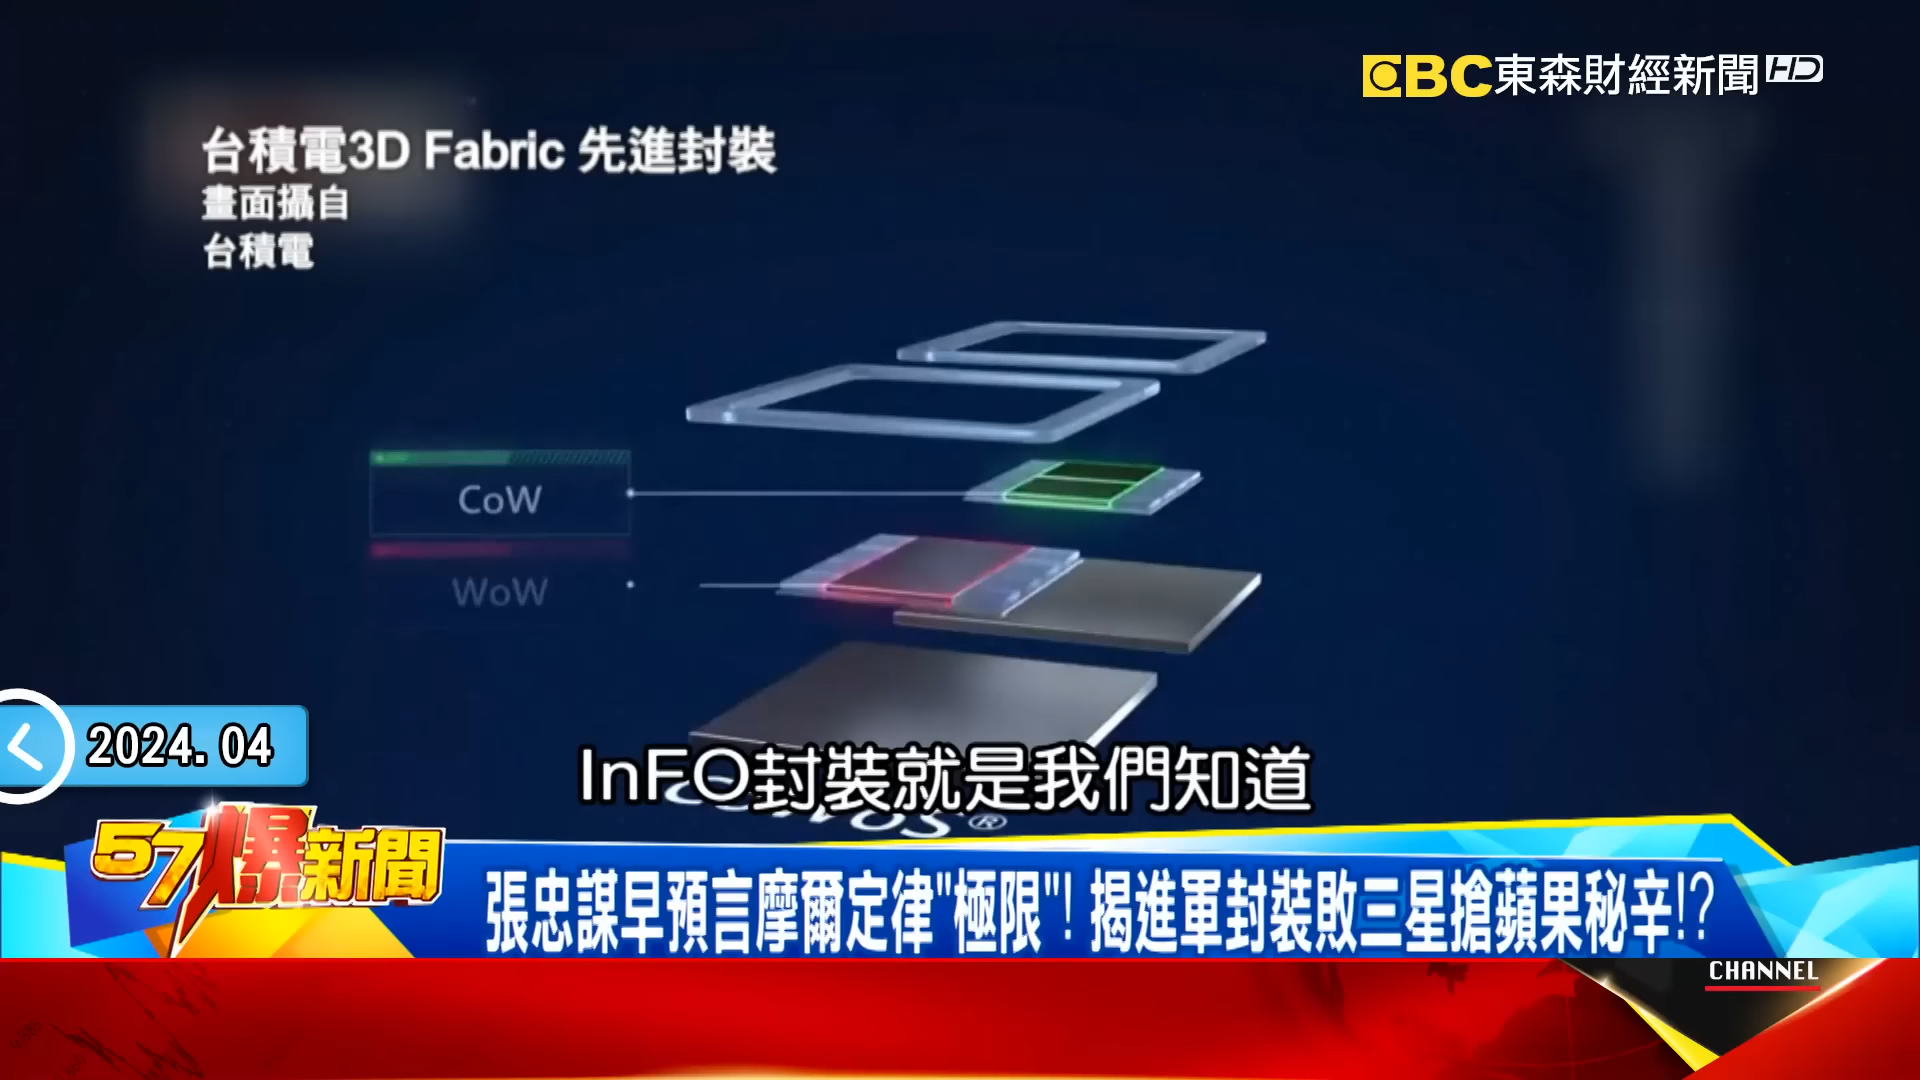 EBC東森財經新聞HD
台積電3D Fabric 先進封裝
畫面攝自
台積電
CoW
WoW
2024.04
InFO封裝就是我們知道
57爆新聞
張忠謀早預言摩爾定律"極限"! 揭進軍封裝敗三星搶蘋果秘辛!?
CHANNEL